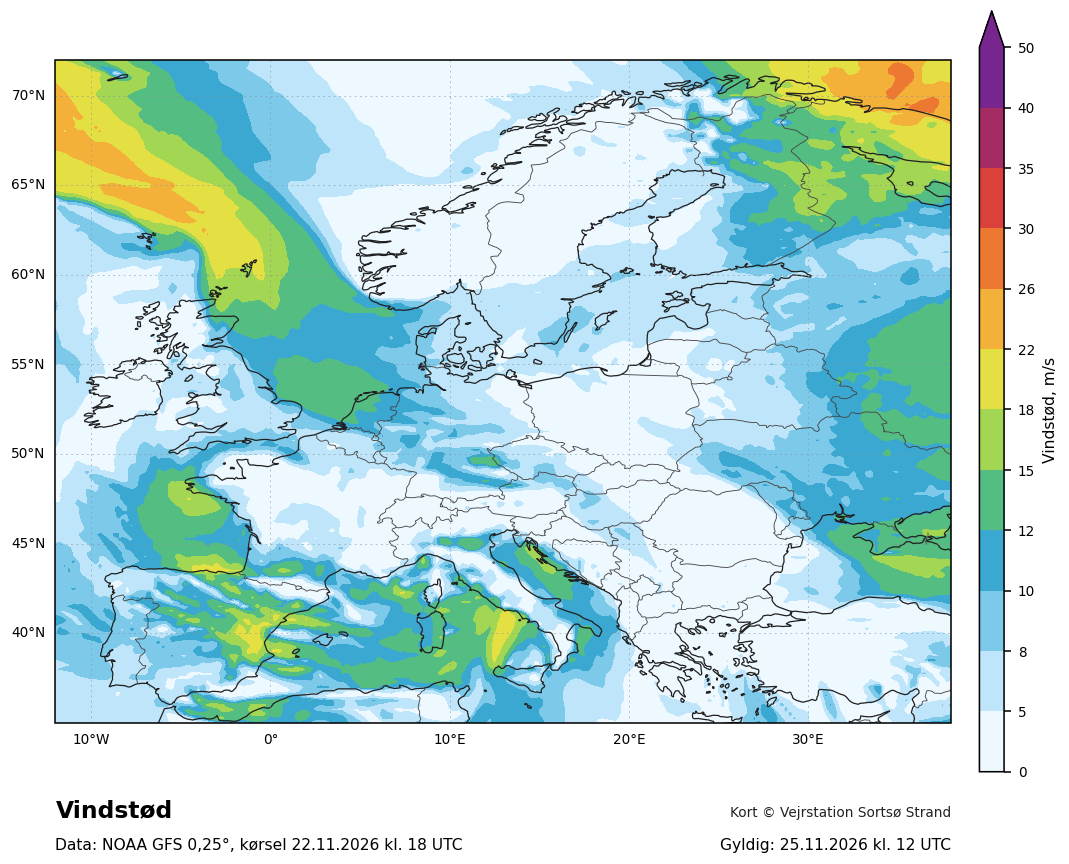 50
40
35
30
26
22
18
15
12
10
8
5
0
Vindstød, m/s
70°N
65°N
60°N
55°N
50°N
45°N
40°N
10°W
0°
10°E
20°E
30°E
Vindstød
Kort © Vejrstation Sortsø Strand
Data: NOAA GFS 0,25°, kørsel 22.11.2026 kl. 18 UTC
Gyldig: 25.11.2026 kl. 12 UTC